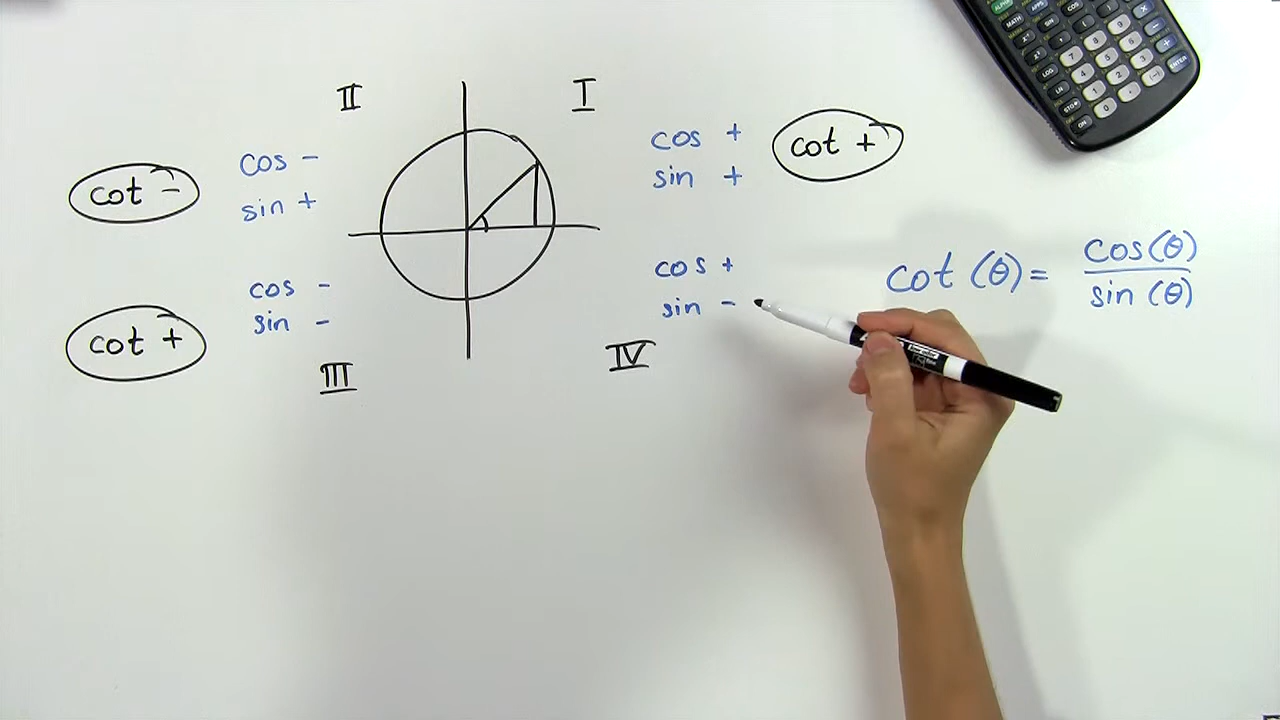 II
I
cos +
cot +
sin +
cos -
cot -
sin +
cos +
sin -
cot (θ) = cos(θ) / sin (θ)
cos -
sin -
cot +
III
IV